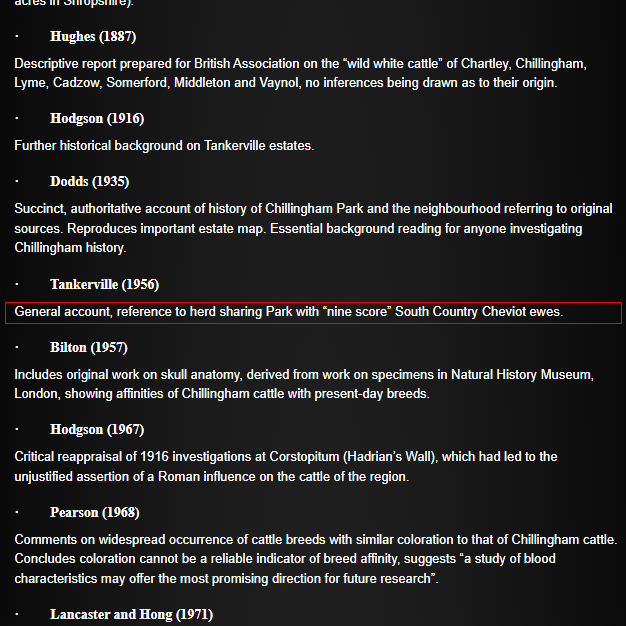 acres in Shropshire).
· Hughes (1887)
Descriptive report prepared for British Association on the “wild white cattle” of Chartley, Chillingham,
Lyme, Cadzow, Somerford, Middleton and Vaynol, no inferences being drawn as to their origin.
· Hodgson (1916)
Further historical background on Tankerville estates.
· Dodds (1935)
Succinct, authoritative account of history of Chillingham Park and the neighbourhood referring to original
sources. Reproduces important estate map. Essential background reading for anyone investigating
Chillingham history.
· Tankerville (1956)
General account, reference to herd sharing Park with “nine score” South Country Cheviot ewes.
· Bilton (1957)
Includes original work on skull anatomy, derived from work on specimens in Natural History Museum,
London, showing affinities of Chillingham cattle with present-day breeds.
· Hodgson (1967)
Critical reappraisal of 1916 investigations at Corstopitum (Hadrian’s Wall), which had led to the
unjustified assertion of a Roman influence on the cattle of the region.
· Pearson (1968)
Comments on widespread occurrence of cattle breeds with similar coloration to that of Chillingham cattle.
Concludes coloration cannot be a reliable indicator of breed affinity, suggests “a study of blood
characteristics may offer the most promising direction for future research”.
· Lancaster and Hong (1971)